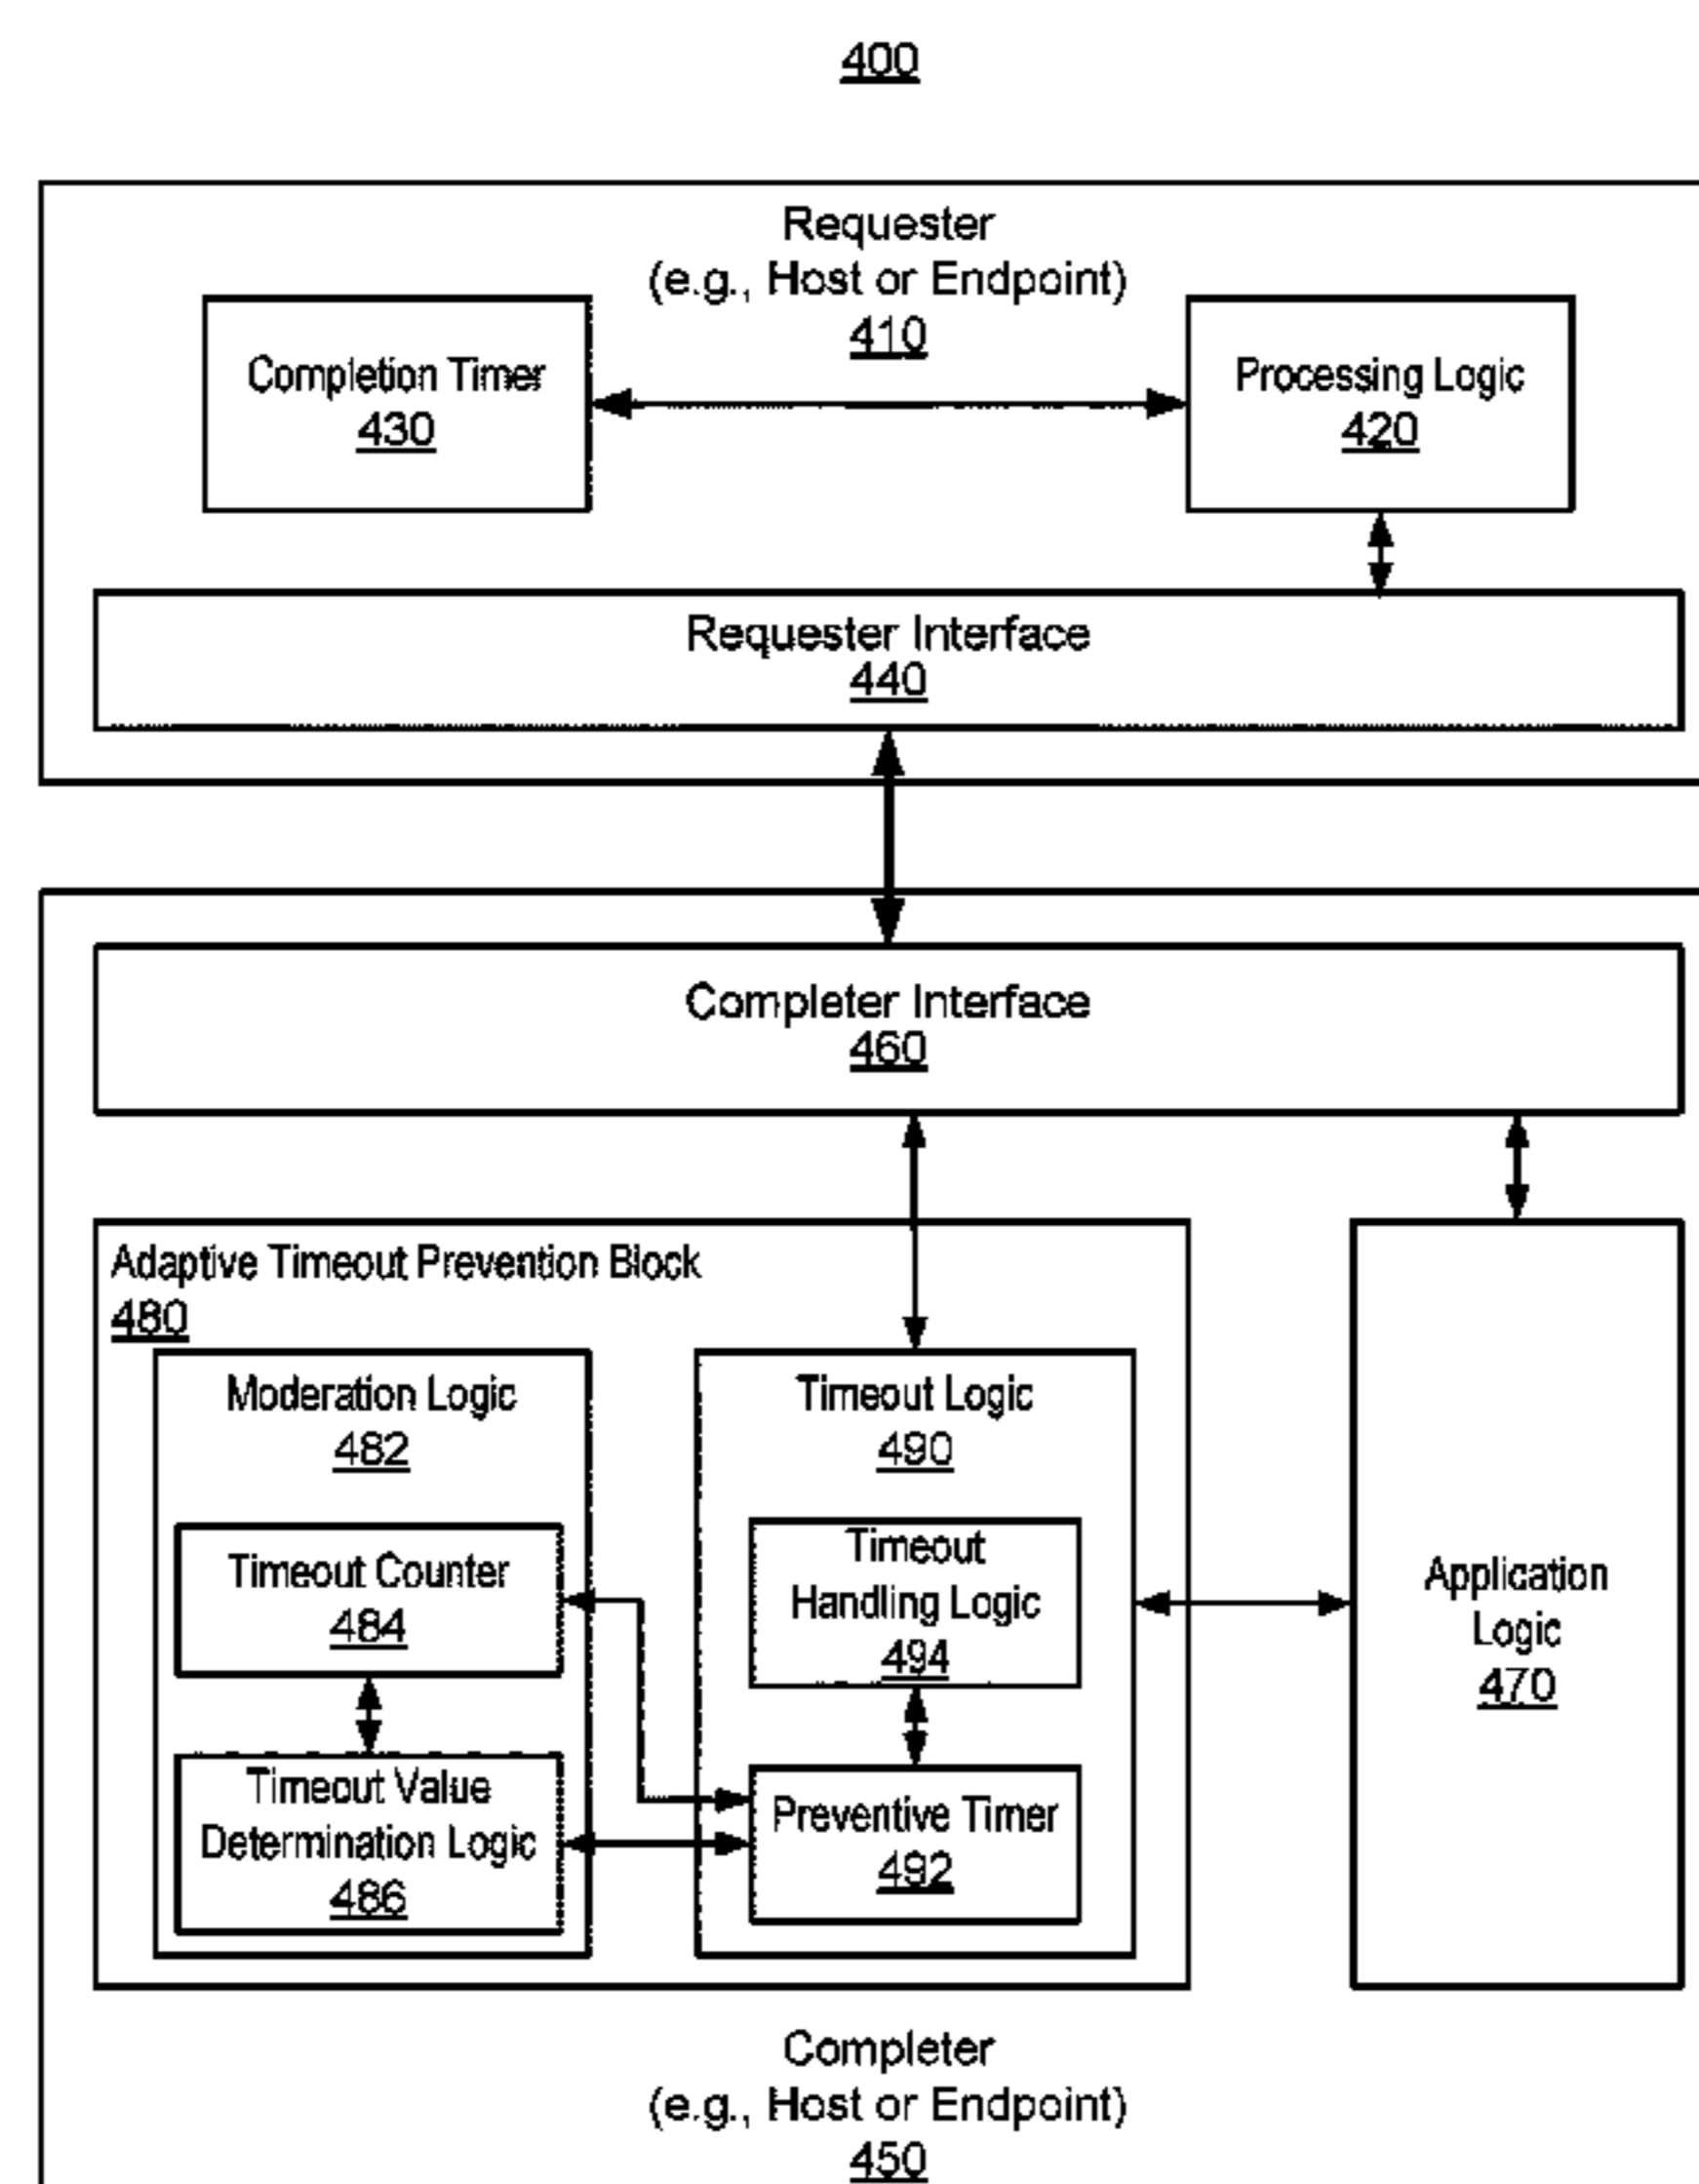 400
Requester
(e.g., Host or Endpoint)
410
Completion Timer
430
Processing Logic
420
Requester Interface
440
Completer Interface
460
Adaptive Timeout Prevention Block
480
Moderation Logic
482
Timeout Counter
484
Timeout Value
Determination Logic
486
Timeout Logic
490
Timeout
Handling Logic
494
Preventive Timer
492
Application
Logic
470
Completer
(e.g., Host or Endpoint)
450